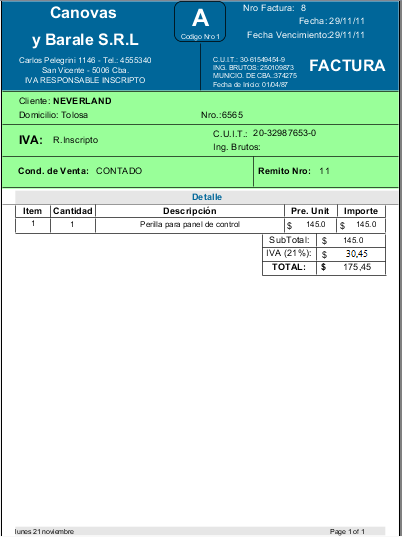 Canovas
y Barale S.R.L
Carlos Pelegrini 1146 - Tel.: 4555340
San Vicente - 5006 Cba.
IVA RESPONSABLE INSCRIPTO
A
Codigo Nro 1
Nro Factura: 8
Fecha: 29/11/11
Fecha Vencimiento:29/11/11
C.U.I.T.: 30-61549454-9
ING. BRUTOS: 250109873
MUNCIO. DE CBA.:374275
Fecha de Inicio: 01/04/87
FACTURA
Cliente: NEVERLAND
Domicilio: Tolosa Nro.:6565
IVA: R.Inscripto
C.U.I.T.: 20-32987653-0
Ing. Brutos:
Cond. de Venta: CONTADO Remito Nro: 11
Detalle
Item Cantidad Descripción Pre. Unit Importe
1 1 Perilla para panel de control $ 145.0 $ 145.0
SubTotal: $ 145.0
IVA (21%): $ 30,45
TOTAL: $ 175,45
lunes 21 noviembre Page 1 of 1